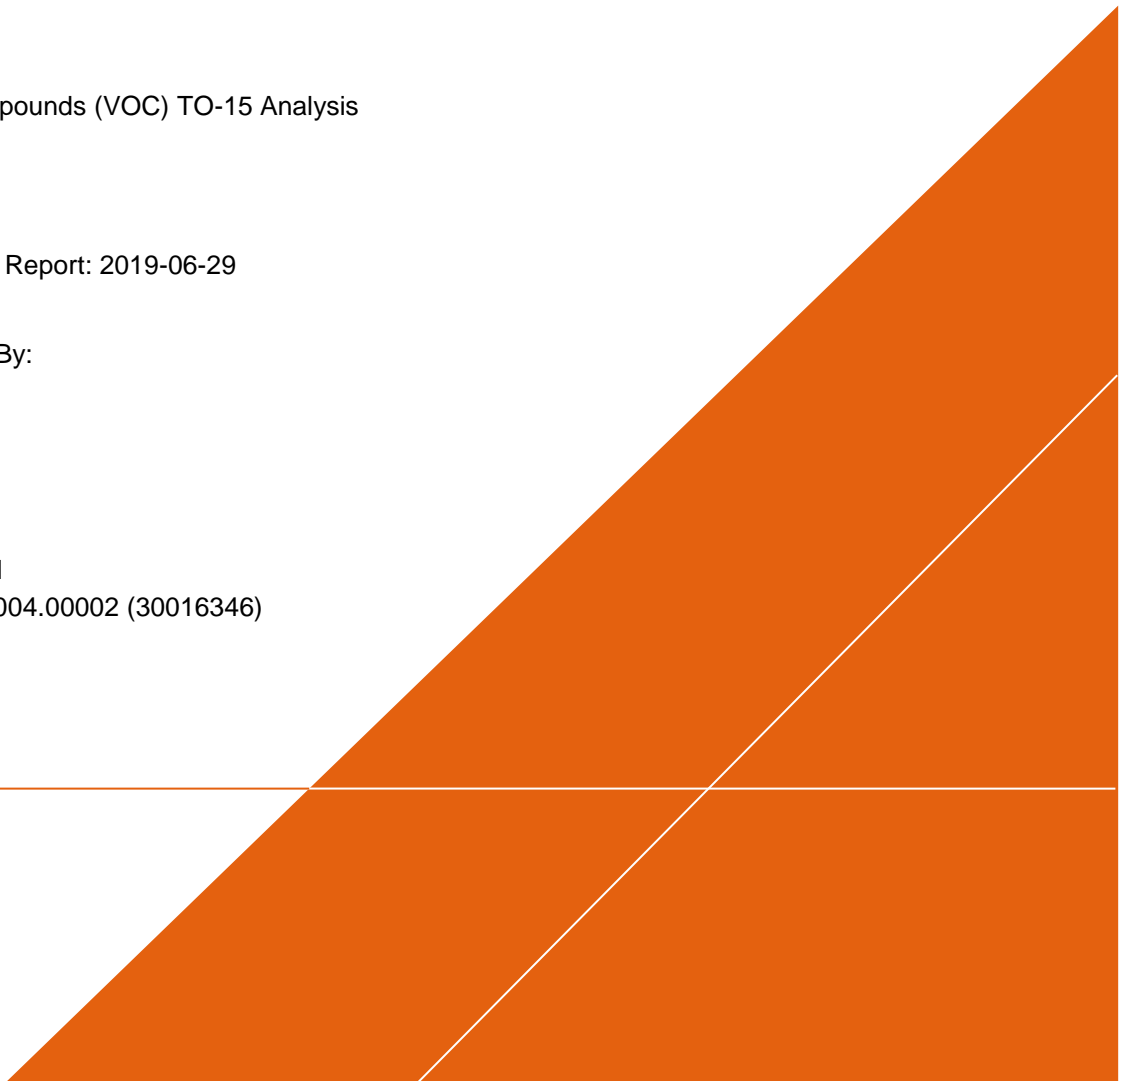 pounds (VOC) TO-15 Analysis
Report: 2019-06-29
By:
004.00002 (30016346)